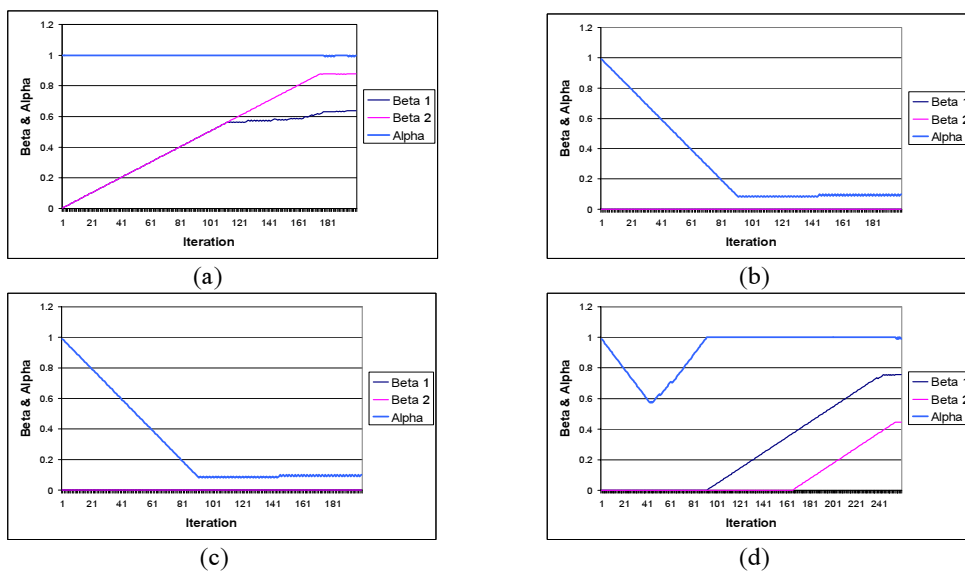 1.2
1
0.8
0.6
0.4
0.2
0
Beta & Alpha
1 21 41 61 81 101 121 141 161 181
Iteration
Beta 1
Beta 2
Alpha
(a)
1.2
1
0.8
0.6
0.4
0.2
0
Beta & Alpha
1 21 41 61 81 101 121 141 161 181
Iteration
Beta 1
Beta 2
Alpha
(b)
1.2
1
0.8
0.6
0.4
0.2
0
Beta & Alpha
1 21 41 61 81 101 121 141 161 181
Iteration
Beta 1
Beta 2
Alpha
(c)
1.2
1
0.8
0.6
0.4
0.2
0
Beta & Alpha
1 21 41 61 81 101 121 141 161 181 201 221 241
Iteration
Beta 1
Beta 2
Alpha
(d)